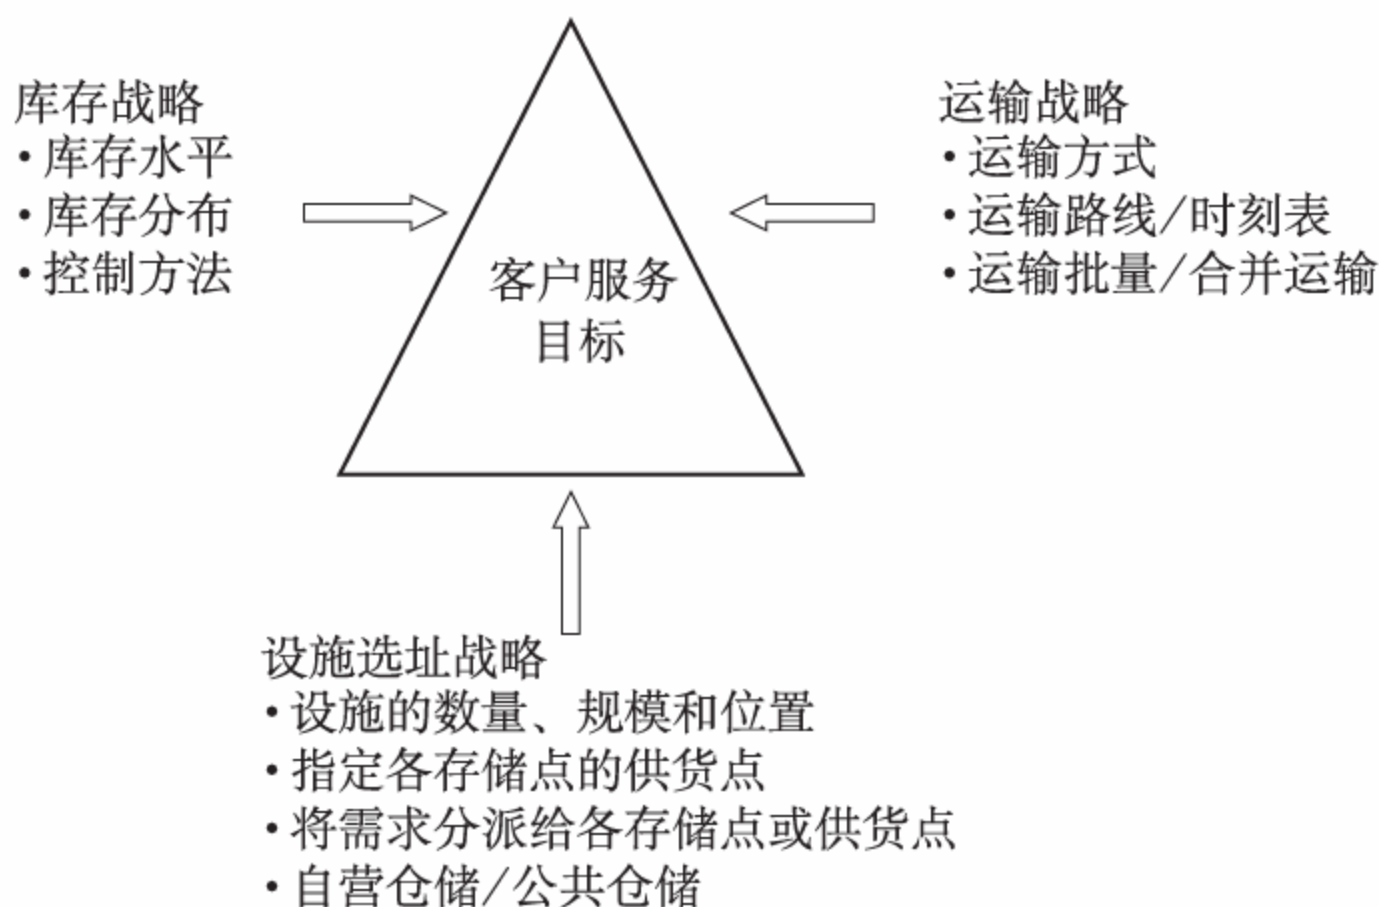 库存战略
•库存水平
•库存分布
•控制方法
运输战略
•运输方式
•运输路线/时刻表
•运输批量/合并运输
客户服务
目标
设施选址战略
•设施的数量、规模和位置
•指定各存储点的供货点
•将需求分派给各存储点或供货点
•自营仓储/公共仓储